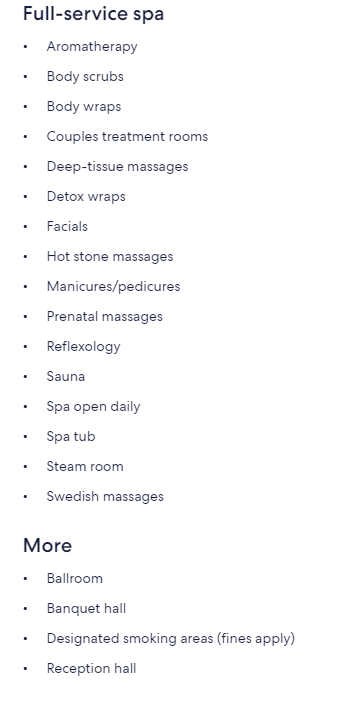 Full-service spa
• Aromatherapy
• Body scrubs
• Body wraps
• Couples treatment rooms
• Deep-tissue massages
• Detox wraps
• Facials
• Hot stone massages
• Manicures/pedicures
• Prenatal massages
• Reflexology
• Sauna
• Spa open daily
• Spa tub
• Steam room
• Swedish massages
More
• Ballroom
• Banquet hall
• Designated smoking areas (fines apply)
• Reception hall